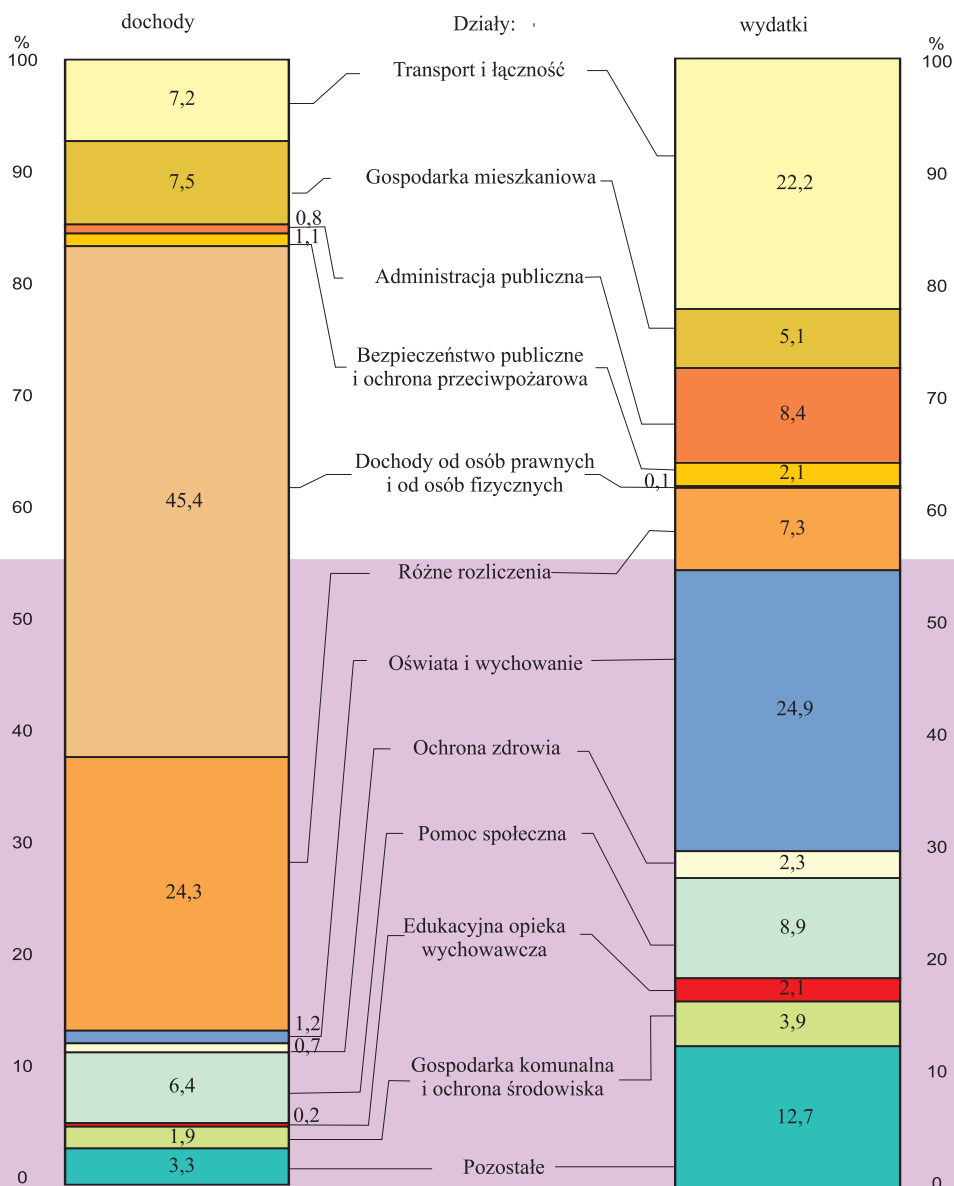 dochody
Działy:
wydatki
%
%
100
Transport i łączność
100
7,2
90
7,5
Gospodarka mieszkaniowa
22,2
90
0,8
1,1
80
Administracja publiczna
80
5,1
Bezpieczeństwo publiczne
i ochrona przeciwpożarowa
70
8,4
70
Dochody od osób prawnych
i od osób fizycznych
0,1
2,1
60
45,4
60
7,3
Różne rozliczenia
50
50
Oświata i wychowanie
24,9
40
Ochrona zdrowia
40
30
Pomoc społeczna
30
2,3
24,3
8,9
20
Edukacyjna opieka
wychowawcza
20
2,1
1,2
0,7
3,9
10
Gospodarka komunalna
i ochrona środowiska
10
6,4
0,2
12,7
1,9
3,3
Pozostałe
0
0